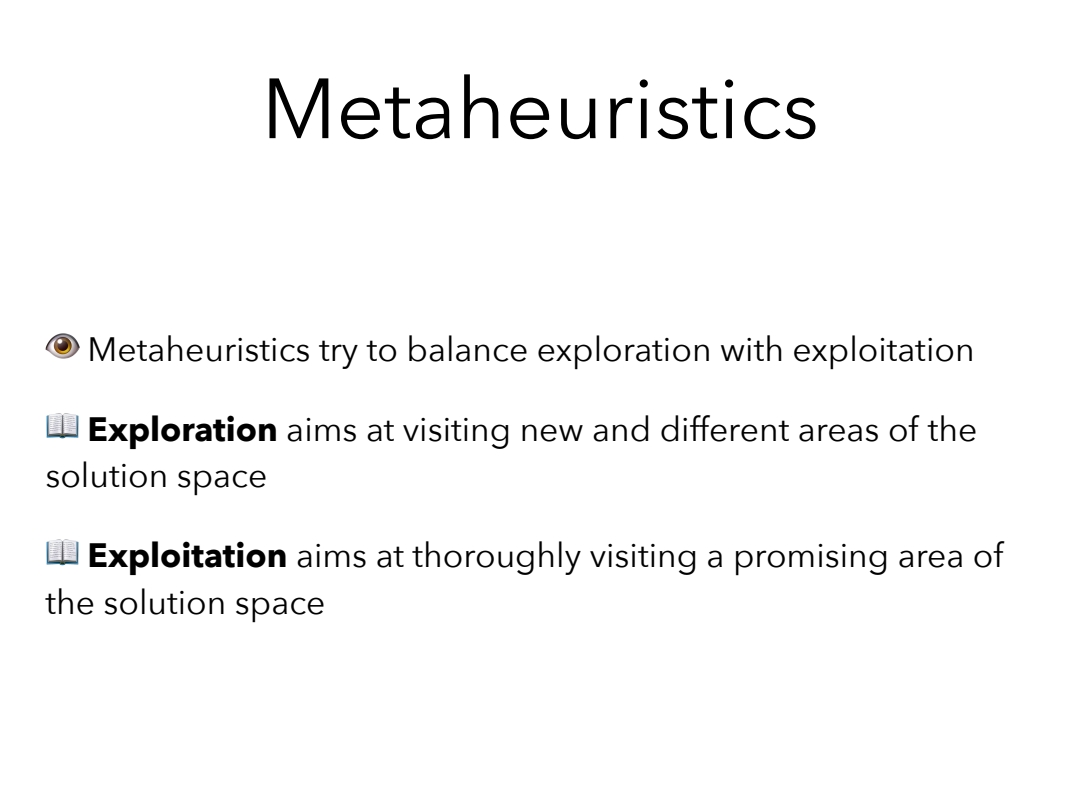 Metaheuristics
👁 Metaheuristics try to balance exploration with exploitation
📖 Exploration aims at visiting new and different areas of the
solution space
📖 Exploitation aims at thoroughly visiting a promising area of
the solution space